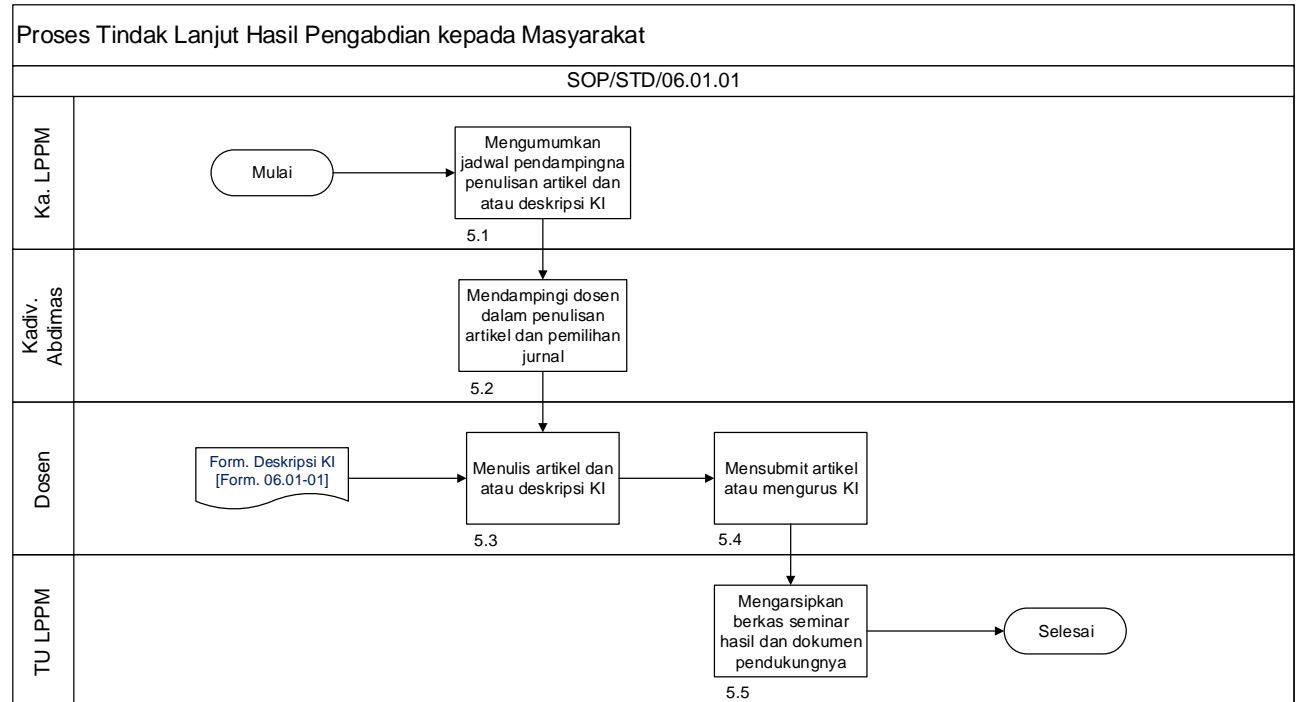 Proses Tindak Lanjut Hasil Pengabdian kepada Masyarakat
SOP/STD/06.01.01
Ka. LPPM
Mulai
Mengumumkan
jadwal pendampingna
penulisan artikel dan
atau deskripsi KI
5.1
Kadiv.
Abdimas
Mendampingi dosen
dalam penulisan
artikel dan pemilihan
jurnal
5.2
Dosen
Form. Deskripsi KI
[Form. 06.01-01]
Menulis artikel dan
atau deskripsi KI
5.3
Mensubmit artikel
atau mengurus KI
5.4
TU LPPM
Mengarsipkan
berkas seminar
hasil dan dokumen
pendukungnya
5.5
Selesai